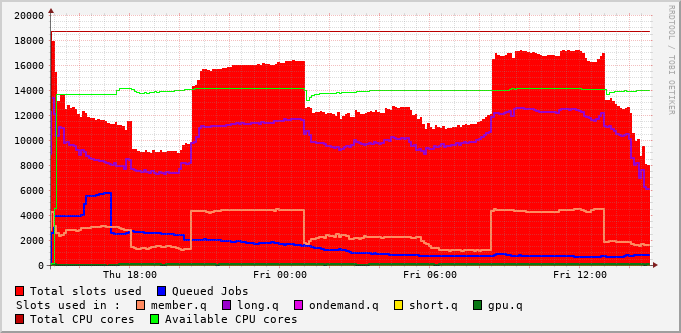 20000
18000
16000
14000
12000
10000
8000
6000
4000
2000
0
Thu 18:00 Fri 00:00 Fri 06:00 Fri 12:00
Total slots used Queued Jobs
Slots used in : member.q long.q ondemand.q short.q gpu.q
Total CPU cores Available CPU cores
RRDTOOL / TOBI OETIKER